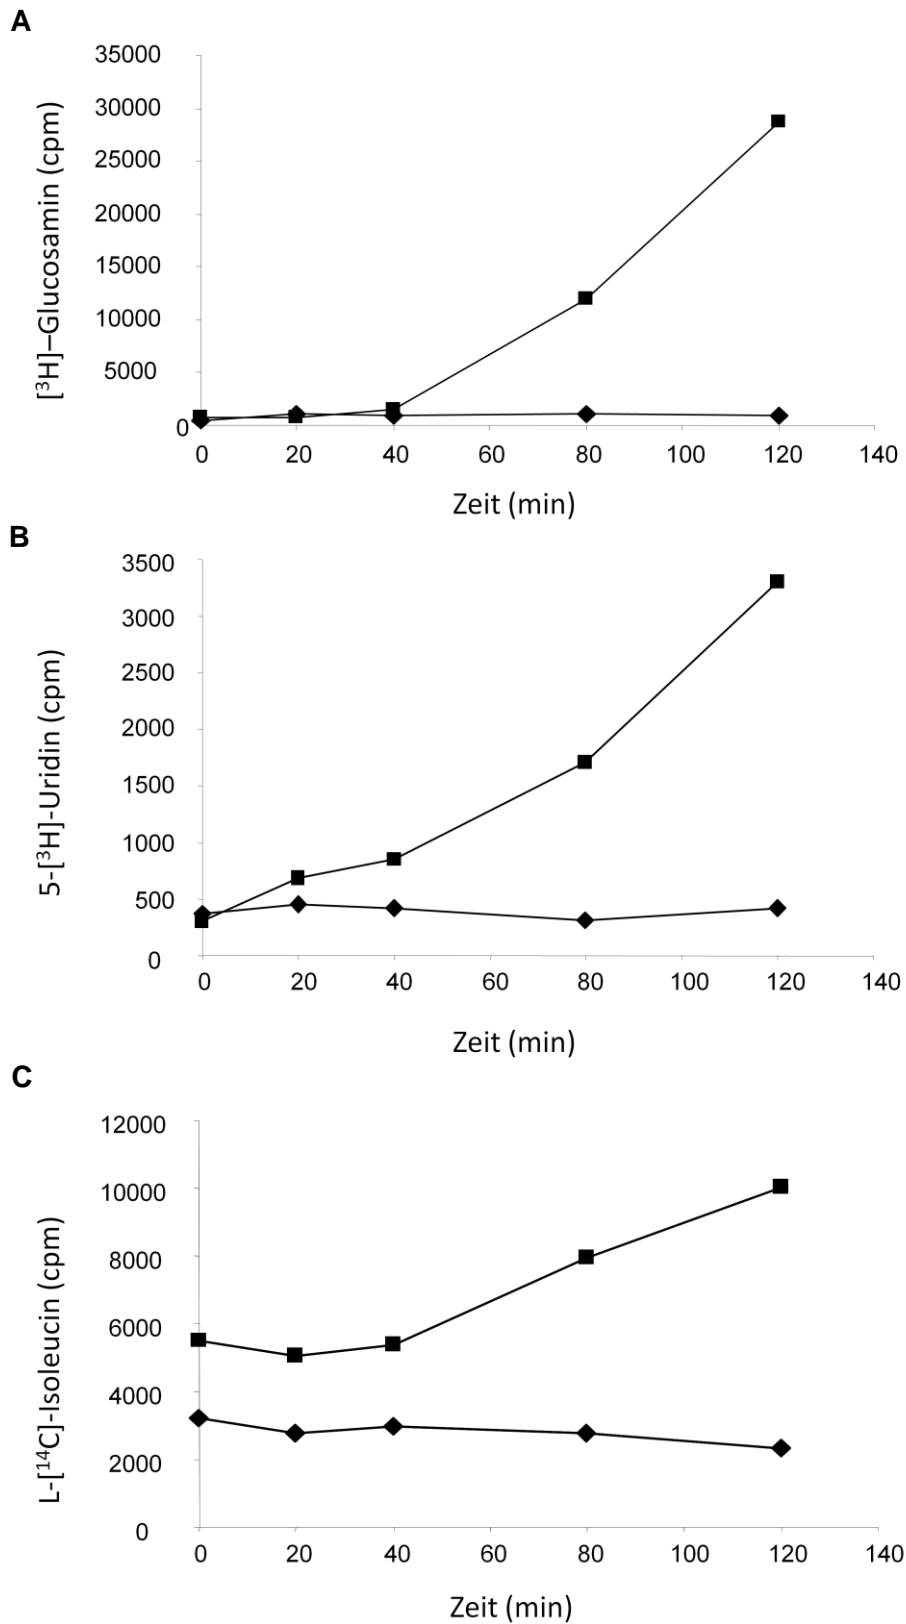 A
35000
30000
25000
20000
15000
10000
5000
0
[³H]–Glucosamin (cpm)
0 20 40 60 80 100 120 140
Zeit (min)
B
3500
3000
2500
2000
1500
1000
500
0
5-[³H]-Uridin (cpm)
0 20 40 60 80 100 120 140
Zeit (min)
C
12000
10000
8000
6000
4000
2000
0
L-[¹⁴C]-Isoleucin (cpm)
0 20 40 60 80 100 120 140
Zeit (min)